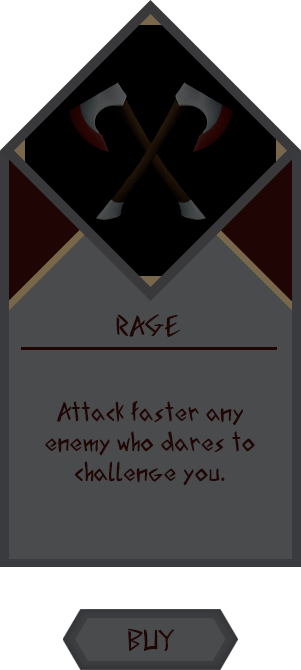 RAGE
Attack faster any
enemy who dares to
challenge you.
BUY